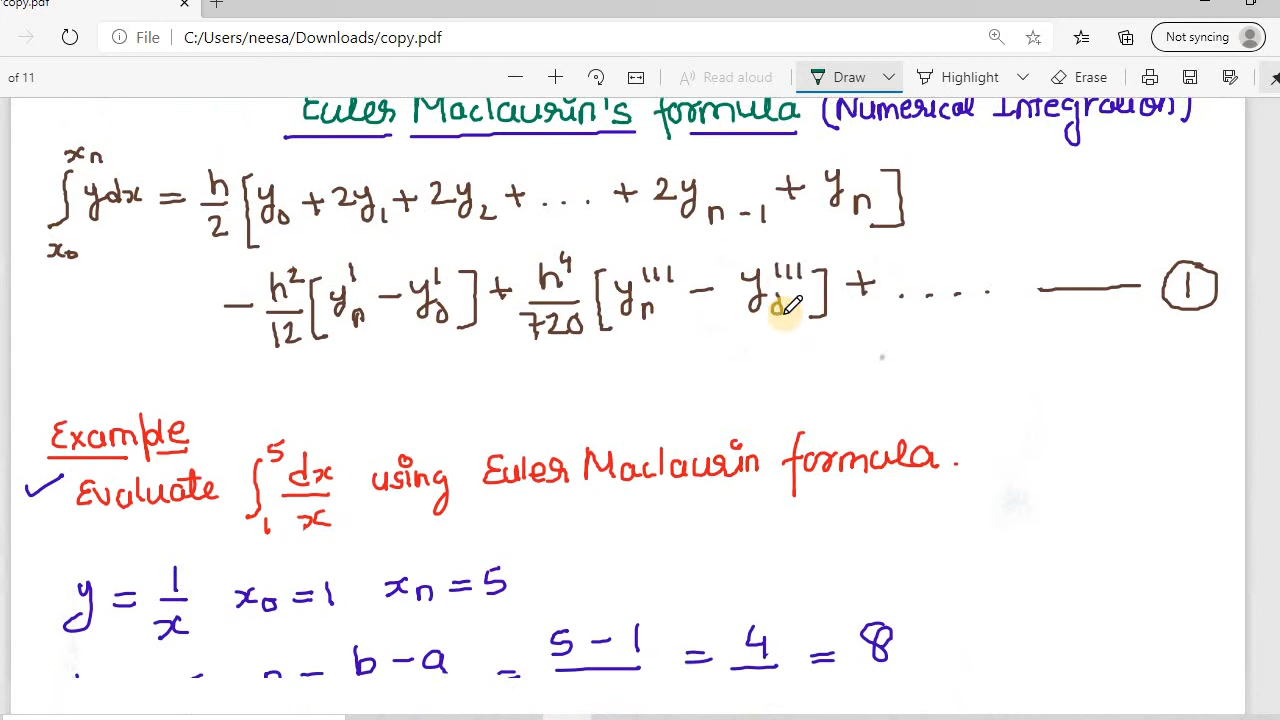 copy.pdf
File C:/Users/neesa/Downloads/copy.pdf Not syncing
of 11 Read aloud Draw Highlight Erase
Euler Maclaurin's formula (Numerical Integration)
∫_{x₀}^{xₙ} ydx = h/2 [y₀ + 2y₁ + 2y₂ + ... + 2y_{n-1} + yₙ]
- h²/12 [y'ₙ - y'₀] + h⁴/720 [y'''ₙ - y'''₀] + .... —— ①
Example
✓ Evaluate ∫₁⁵ dx/x using Euler Maclaurin formula.
y = 1/x x₀ = 1 xₙ = 5
n = b-a = 5-1 = 4 = 8